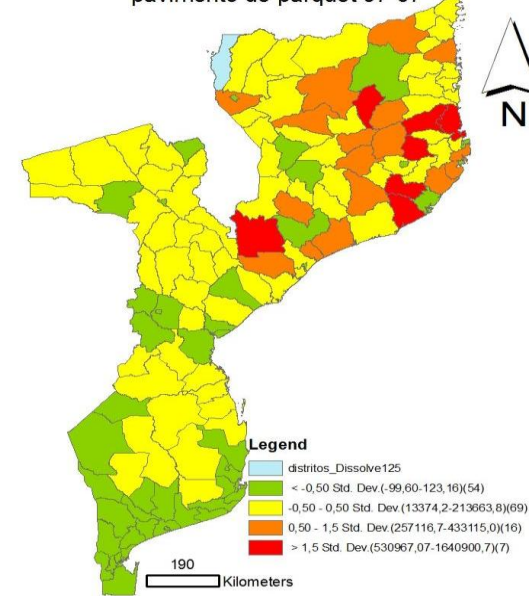 pavimento de parquet 97-07
N
Legend
distritos_Dissolve125
< -0,50 Std. Dev.(-99,60-123,16)(54)
-0,50 - 0,50 Std. Dev.(13374,2-213663,8)(69)
0,50 - 1,5 Std. Dev.(257116,7-433115,0)(16)
> 1,5 Std. Dev.(530967,07-1640900,7)(7)
190
Kilometers